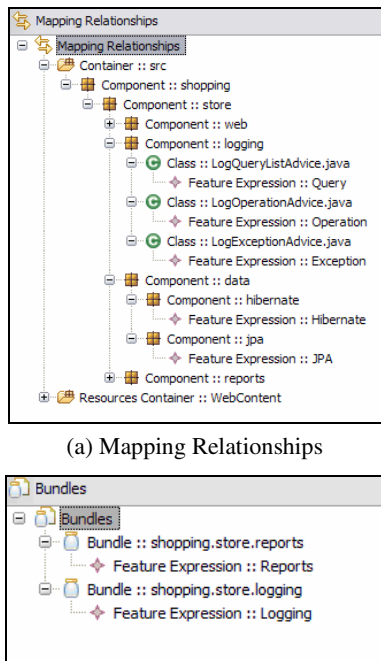 Mapping Relationships
Mapping Relationships
Container :: src
Component :: shopping
Component :: store
Component :: web
Component :: logging
Class :: LogQueryListAdvice.java
Feature Expression :: Query
Class :: LogOperationAdvice.java
Feature Expression :: Operation
Class :: LogExceptionAdvice.java
Feature Expression :: Exception
Component :: data
Component :: hibernate
Feature Expression :: Hibernate
Component :: jpa
Feature Expression :: JPA
Component :: reports
Resources Container :: WebContent
(a) Mapping Relationships
Bundles
Bundles
Bundle :: shopping.store.reports
Feature Expression :: Reports
Bundle :: shopping.store.logging
Feature Expression :: Logging